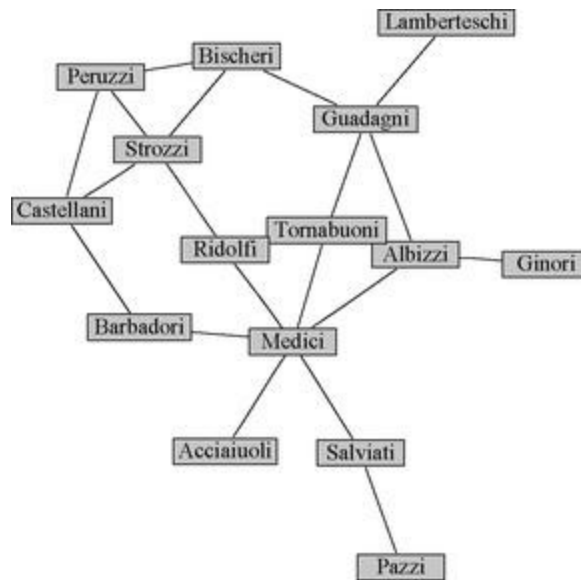 Lamberteschi
Bischeri
Peruzzi
Guadagni
Strozzi
Castellani
Tornabuoni
Ridolfi
Albizzi
Ginori
Barbadori
Medici
Acciaiuoli
Salviati
Pazzi